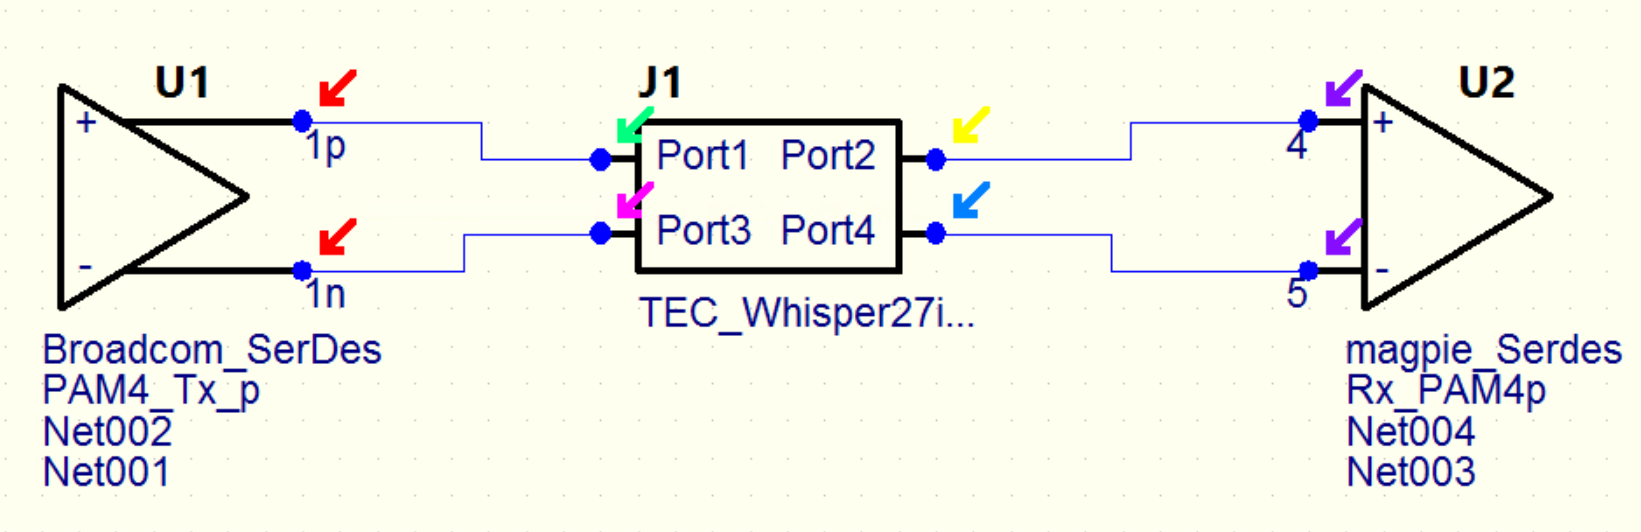 U1
+
1p
-
1n
Broadcom_SerDes
PAM4_Tx_p
Net002
Net001
J1
Port1 Port2
Port3 Port4
TEC_Whisper27i...
U2
4
+
5
-
magpie_Serdes
Rx_PAM4p
Net004
Net003